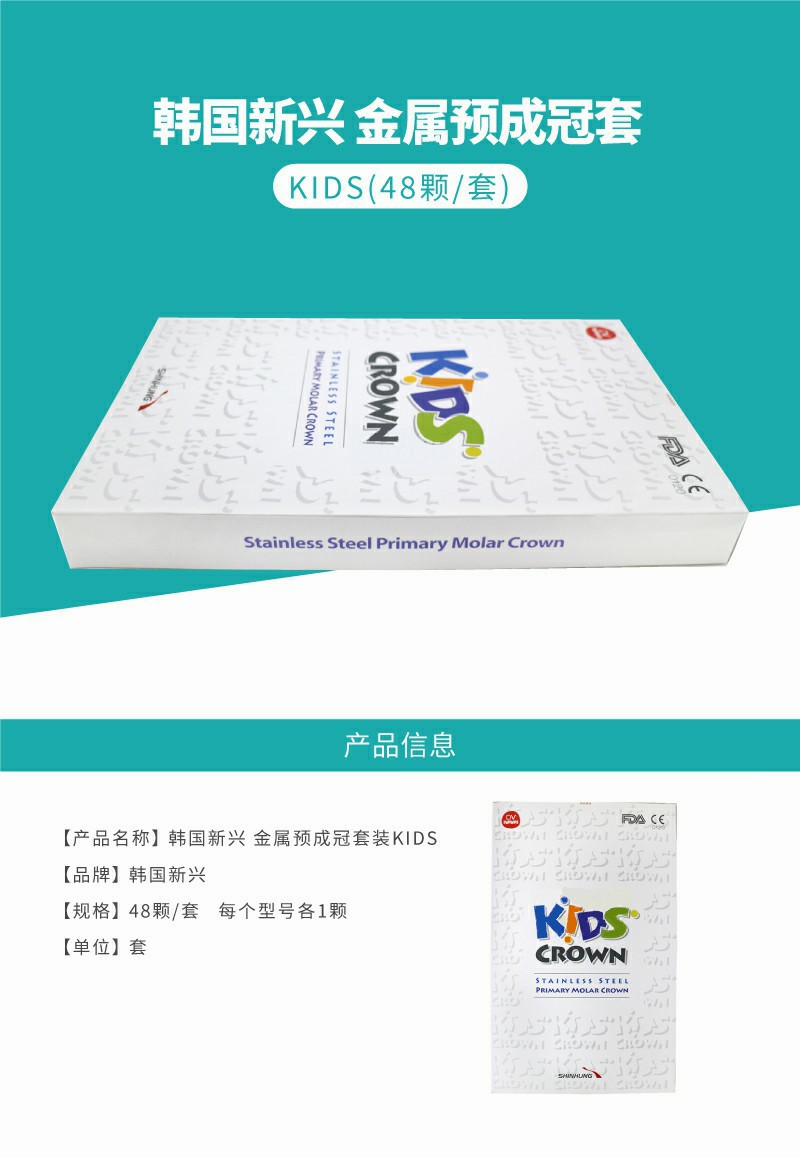 韩国新兴 金属预成冠套
KIDS(48颗/套)
KIDS
CROWN
STAINLESS STEEL
PRIMARY MOLAR CROWN
SHINHUNG
FDA CE
0120
Stainless Steel Primary Molar Crown
产品信息
【产品名称】韩国新兴 金属预成冠套装KIDS
【品牌】韩国新兴
【规格】48颗/套 每个型号各1颗
【单位】套
FDA CE
0120
KIDS
CROWN
STAINLESS STEEL
PRIMARY MOLAR CROWN
SHINHUNG